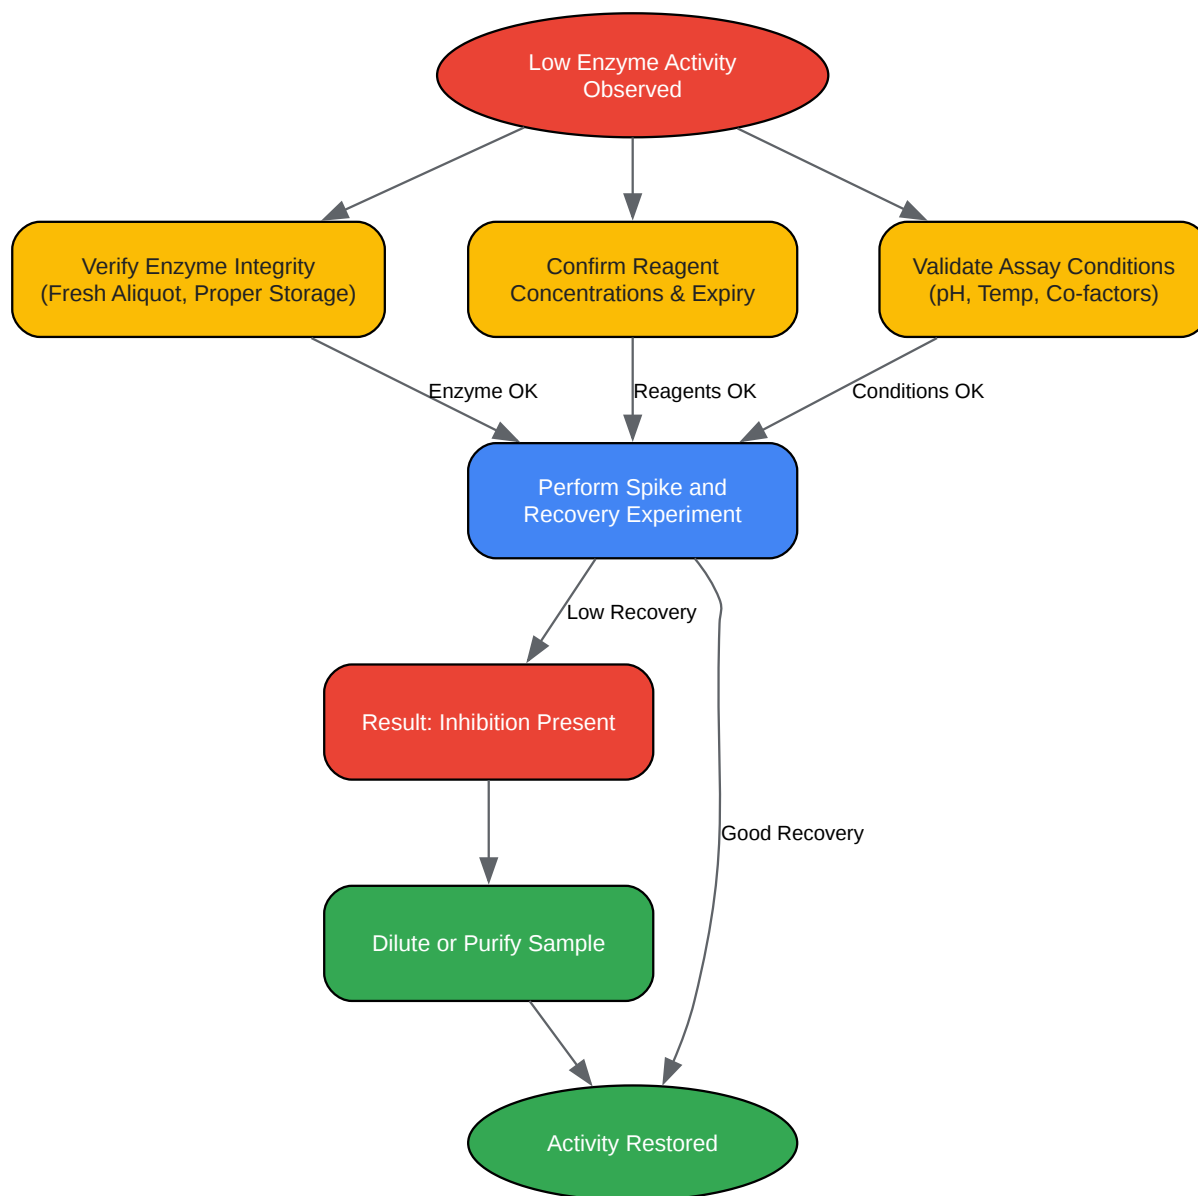 Low Enzyme Activity
Observed
Verify Enzyme Integrity
(Fresh Aliquot, Proper Storage)
Confirm Reagent
Concentrations & Expiry
Validate Assay Conditions
(pH, Temp, Co-factors)
Enzyme OK
Reagents OK
Conditions OK
Perform Spike and
Recovery Experiment
Low Recovery
Result: Inhibition Present
Good Recovery
Dilute or Purify Sample
Activity Restored